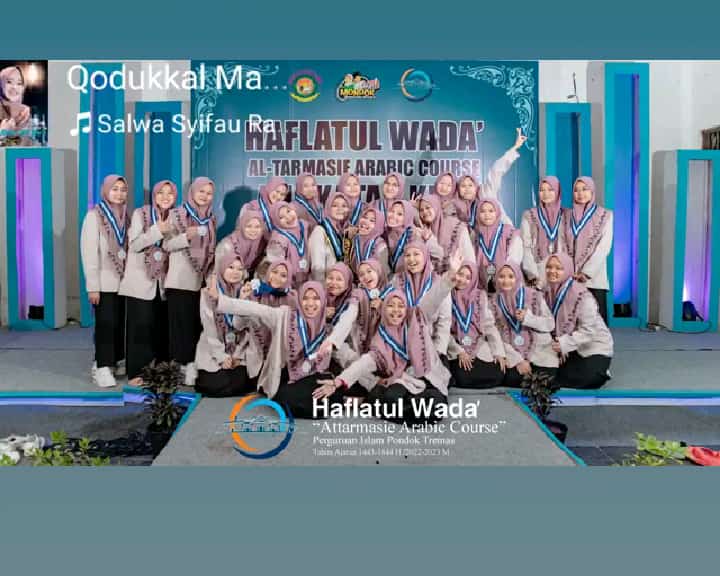 Qodukkal Ma...
Salwa Syifau Ra...
MONDOK
HAFLATUL WADA'
AL-TARMASIE ARABIC COURSE
Haflatul Wada'
"Attarmasie Arabic Course"
Perguruan Islam Pondok Tremas
Tahun Ajaran 1443-1444 H/2022-2023 M